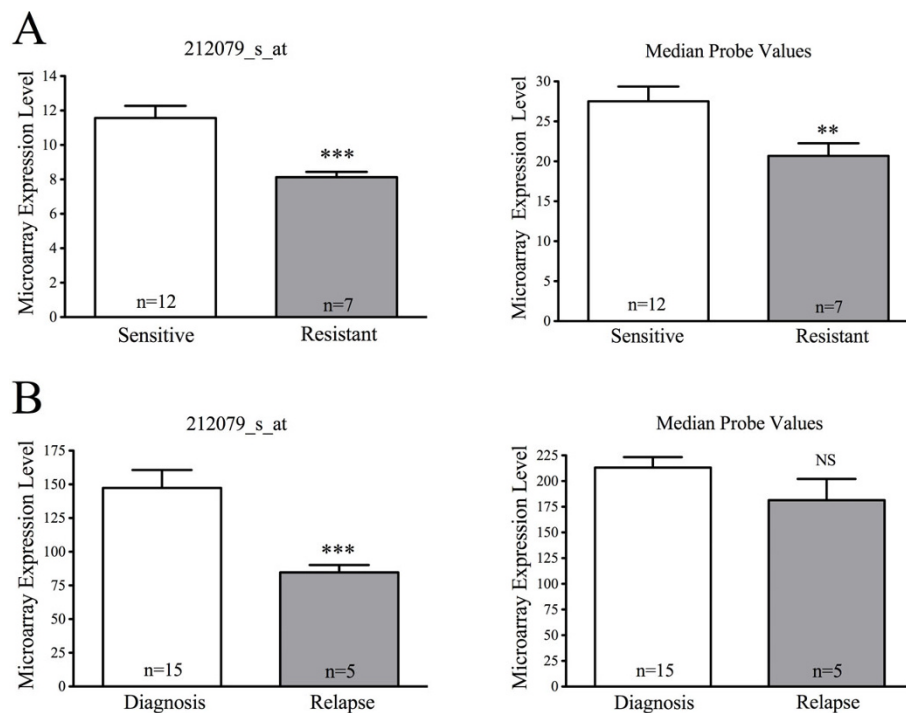 A
212079_s_at
Microarray Expression Level
14
12
10
8
6
4
2
0
***
n=12
n=7
Sensitive
Resistant
Median Probe Values
Microarray Expression Level
30
25
20
15
10
5
0
**
n=12
n=7
Sensitive
Resistant
B
212079_s_at
Microarray Expression Level
175
150
125
100
75
50
25
0
***
n=15
n=5
Diagnosis
Relapse
Median Probe Values
Microarray Expression Level
225
200
175
150
125
100
75
50
25
0
NS
n=15
n=5
Diagnosis
Relapse